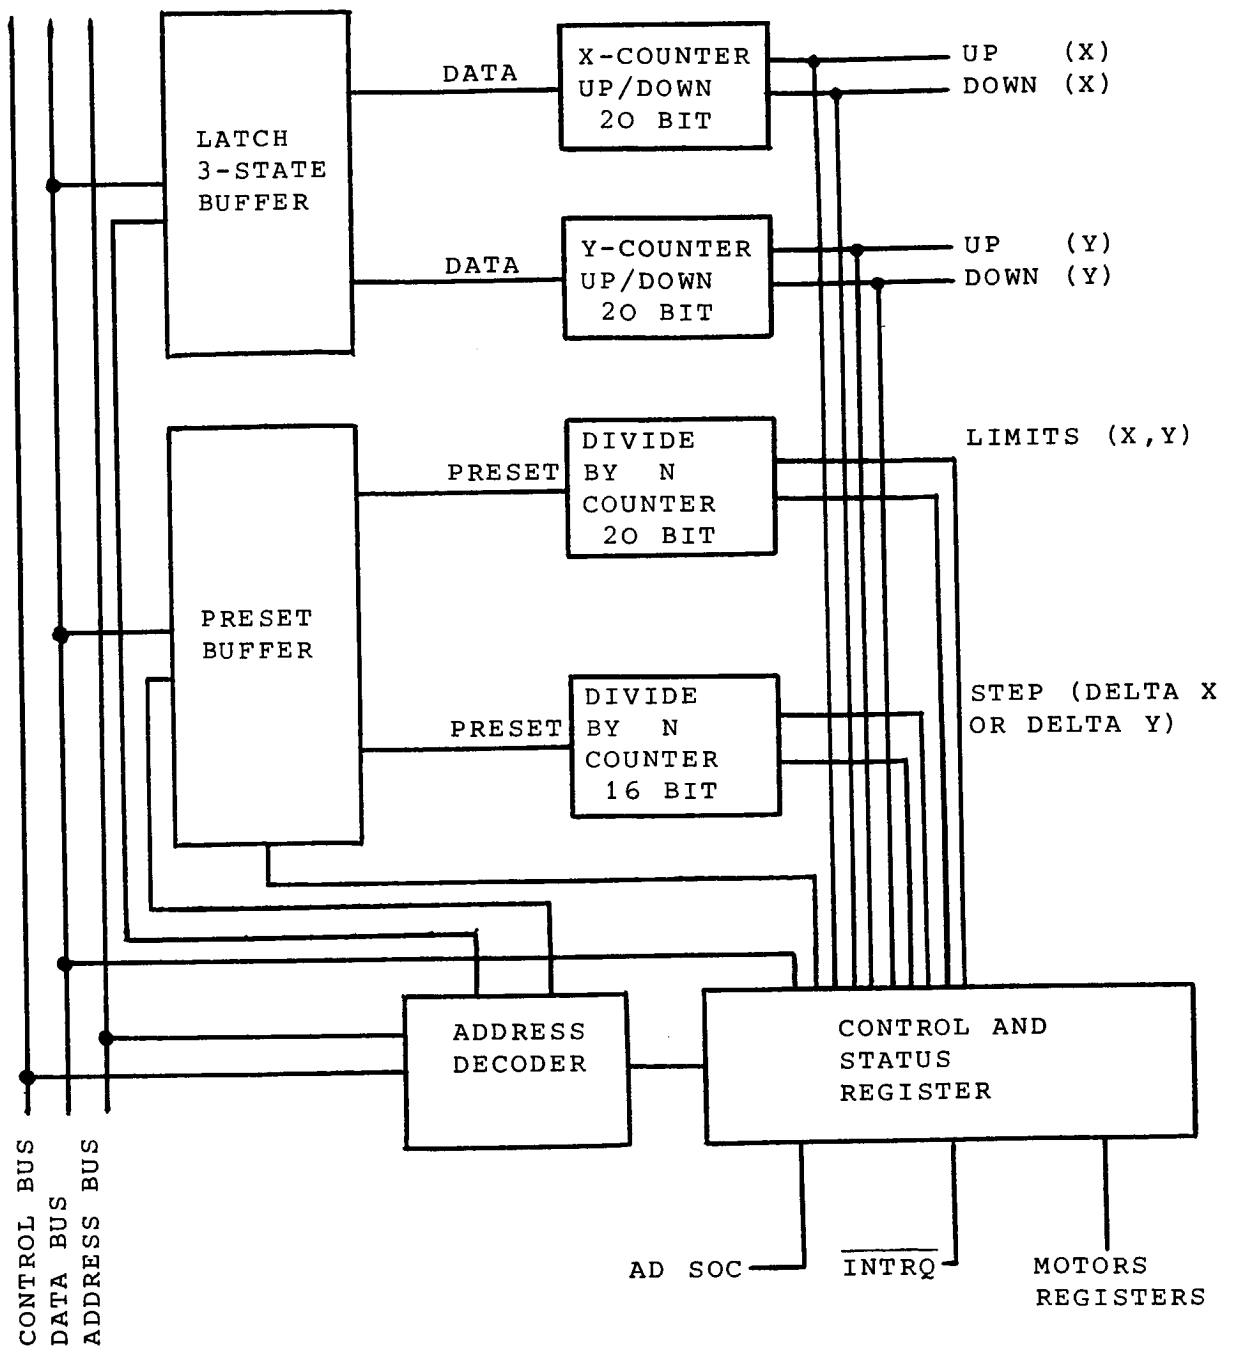 LATCH
3-STATE
BUFFER
DATA
X-COUNTER
UP/DOWN
20 BIT
UP (X)
DOWN (X)
DATA
Y-COUNTER
UP/DOWN
20 BIT
UP (Y)
DOWN (Y)
PRESET
BUFFER
PRESET
DIVIDE
BY N
COUNTER
20 BIT
LIMITS (X,Y)
PRESET
DIVIDE
BY N
COUNTER
16 BIT
STEP (DELTA X
OR DELTA Y)
ADDRESS
DECODER
CONTROL AND
STATUS
REGISTER
CONTROL BUS
DATA BUS
ADDRESS BUS
AD SOC
INTRQ
MOTORS
REGISTERS